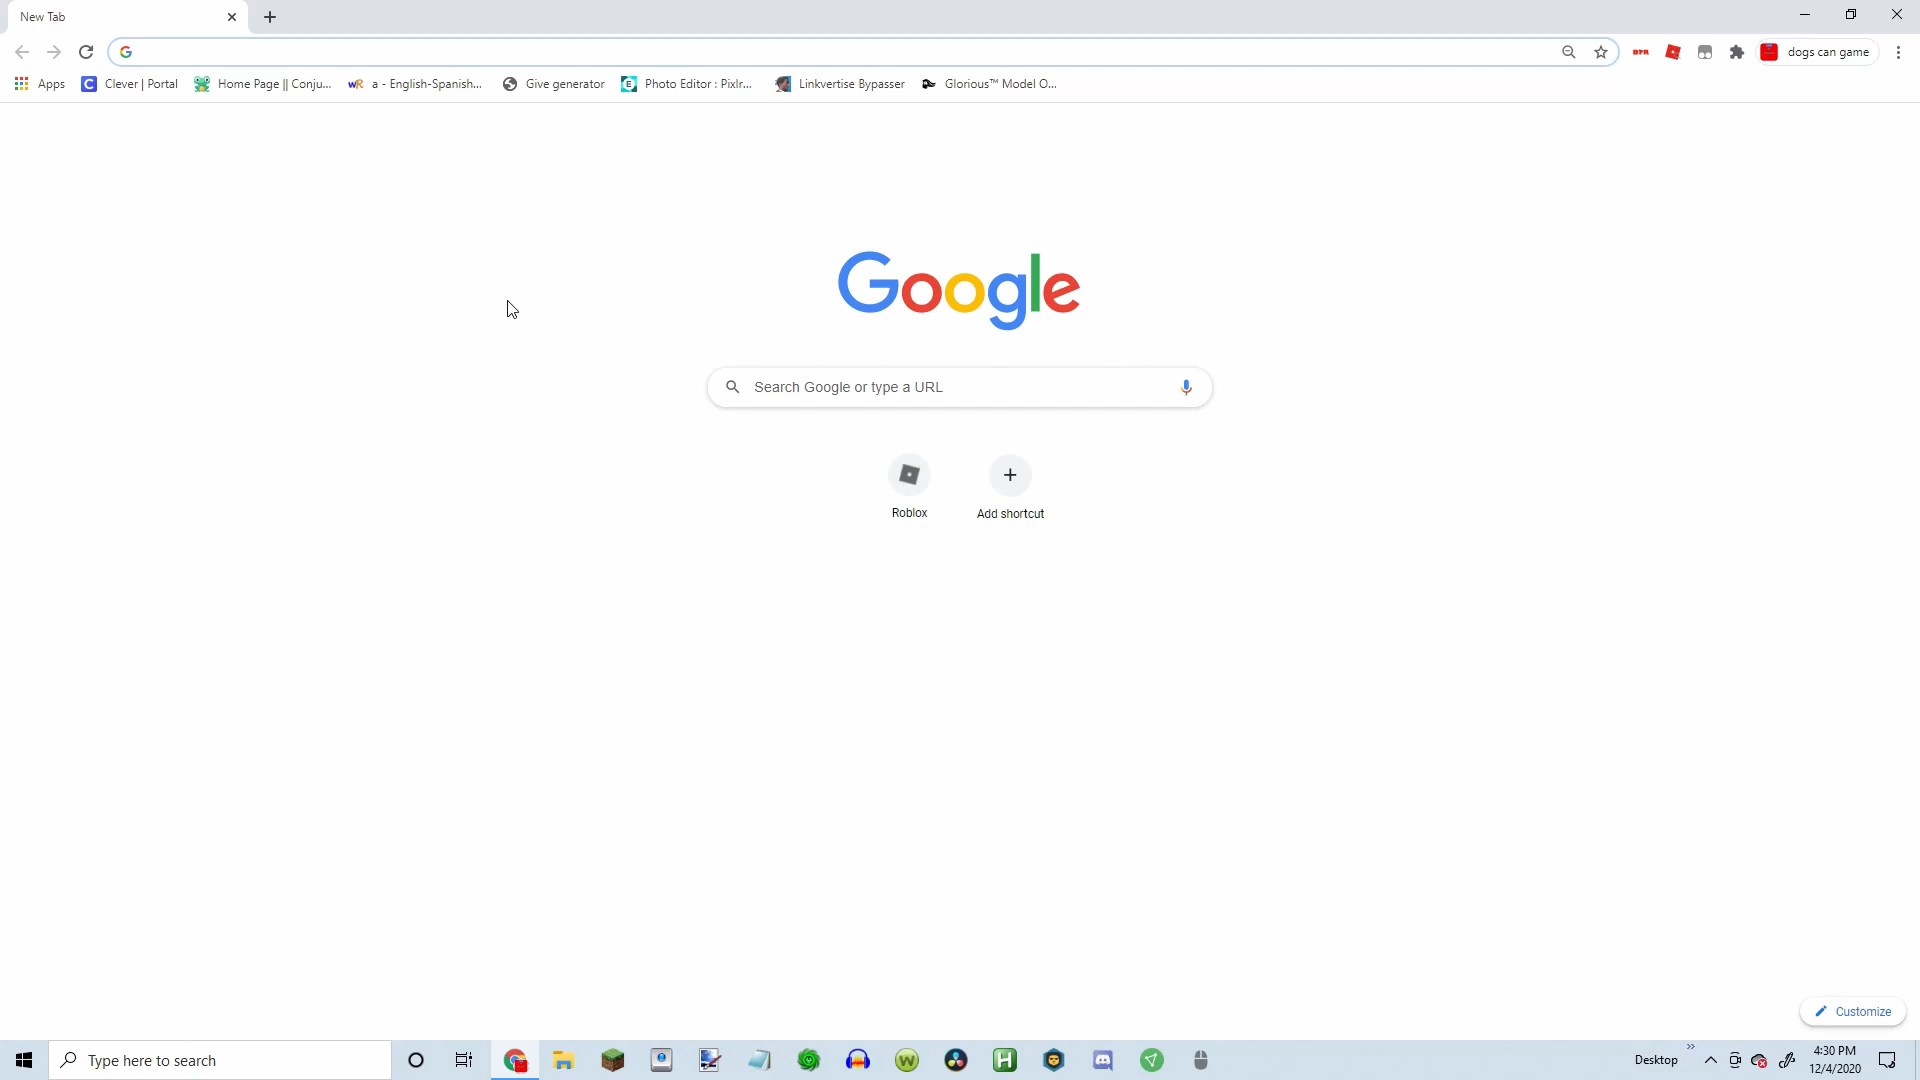 New Tab
dogs can game
Apps
Clever | Portal
Home Page || Conju...
wR a - English-Spanish...
Give generator
E Photo Editor : Pixlr...
Linkvertise Bypasser
Glorious™ Model O...
Google
Search Google or type a URL
Roblox
Add shortcut
Customize
Type here to search
Desktop
4:30 PM
12/4/2020